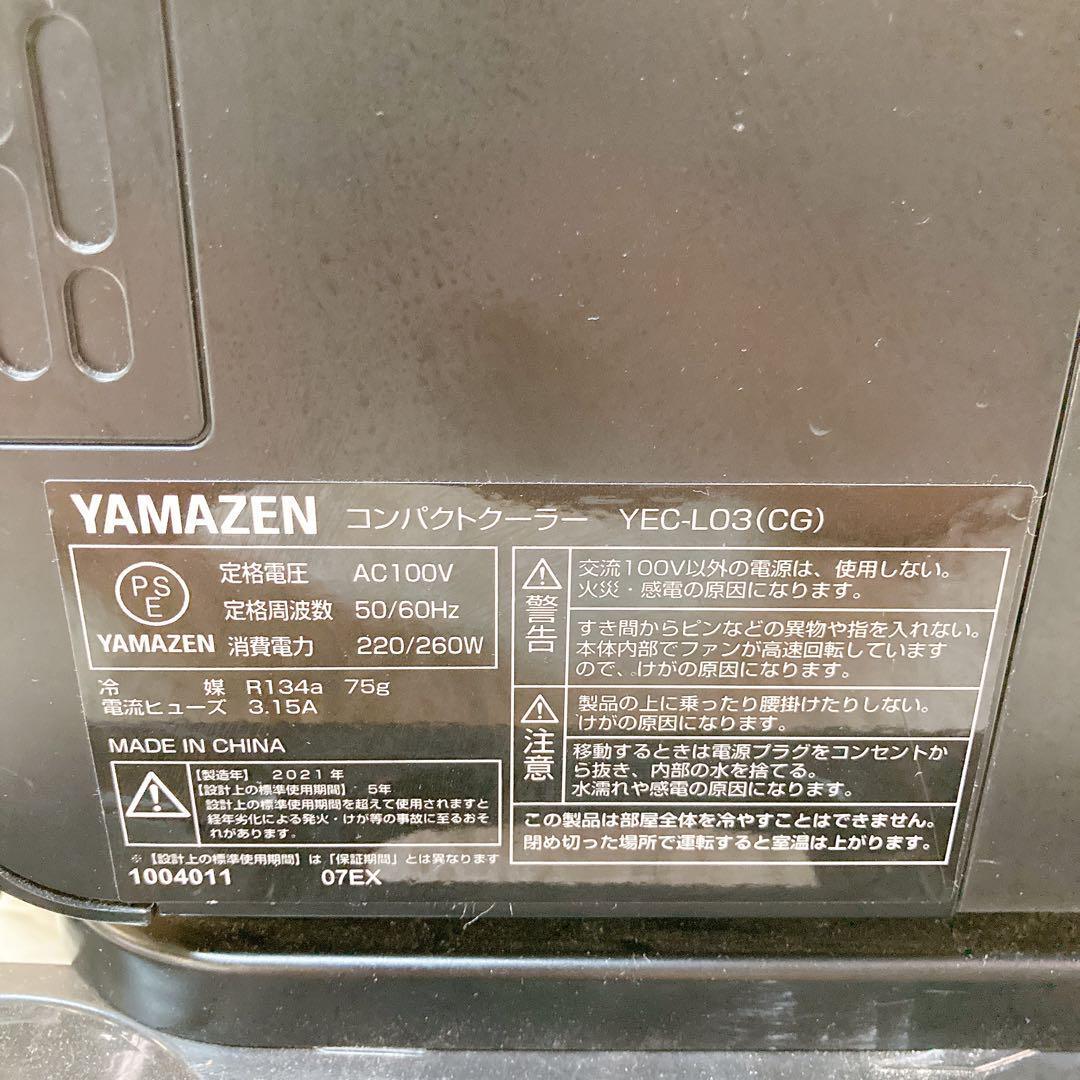 YAMAZEN コンパクトクーラー YEC-L03(CG)
PS
E
YAMAZEN
定格電圧 AC100V
定格周波数 50/60Hz
消費電力 220/260W
冷 媒 R134a 75g
電流ヒューズ 3.15A
MADE IN CHINA
【製造年】 2021年
【設計上の標準使用期間】 5年
設計上の標準使用期間を超えて使用されますと
経年劣化による発火・けが等の事故に至るおそ
れがあります。
※【設計上の標準使用期間】は「保証期間」とは異なります
1004011 07EX
警告
交流100V以外の電源は、使用しない。
火災・感電の原因になります。
すき間からピンなどの異物や指を入れない。
本体内部でファンが高速回転しています
ので、けがの原因になります。
注意
製品の上に乗ったり腰掛けたりしない。
けがの原因になります。
移動するときは電源プラグをコンセントか
ら抜き、内部の水を捨てる。
水濡れや感電の原因になります。
この製品は部屋全体を冷やすことはできません。
閉め切った場所で運転すると室温は上がります。